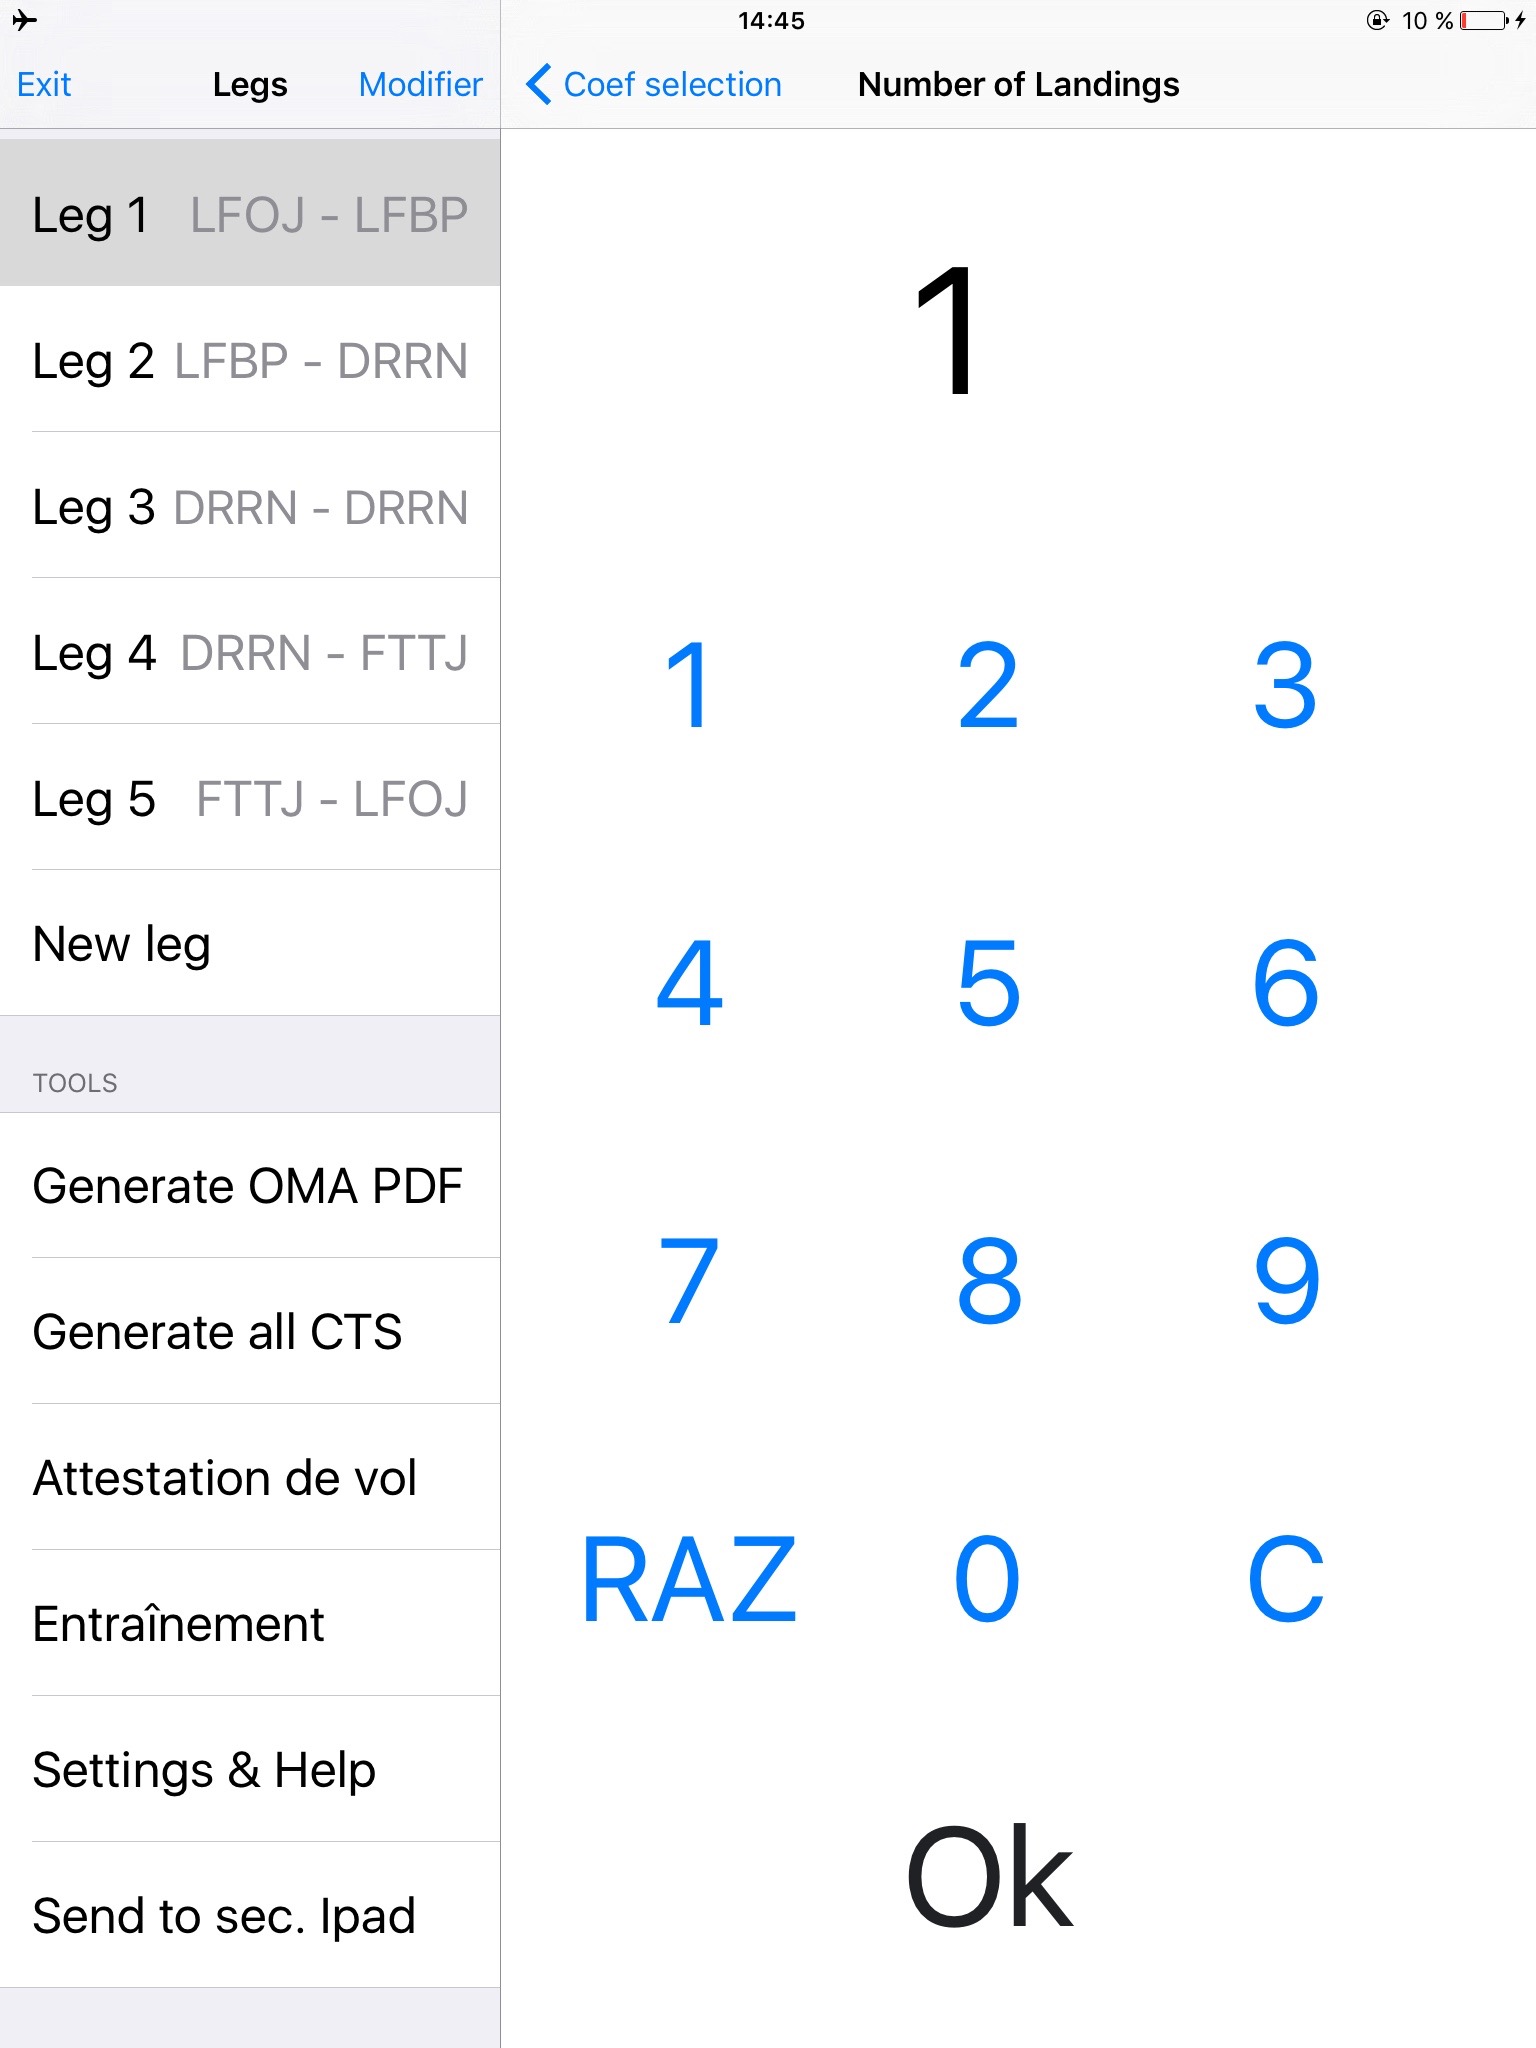 14:45
10 %
Exit
Legs
Modifier
Coef selection
Number of Landings
Leg 1 LFOJ - LFBP
Leg 2 LFBP - DRRN
Leg 3 DRRN - DRRN
Leg 4 DRRN - FTTJ
Leg 5 FTTJ - LFOJ
New leg
TOOLS
Generate OMA PDF
Generate all CTS
Attestation de vol
Entraînement
Settings & Help
Send to sec. Ipad
1
1 2 3
4 5 6
7 8 9
RAZ 0 C
Ok